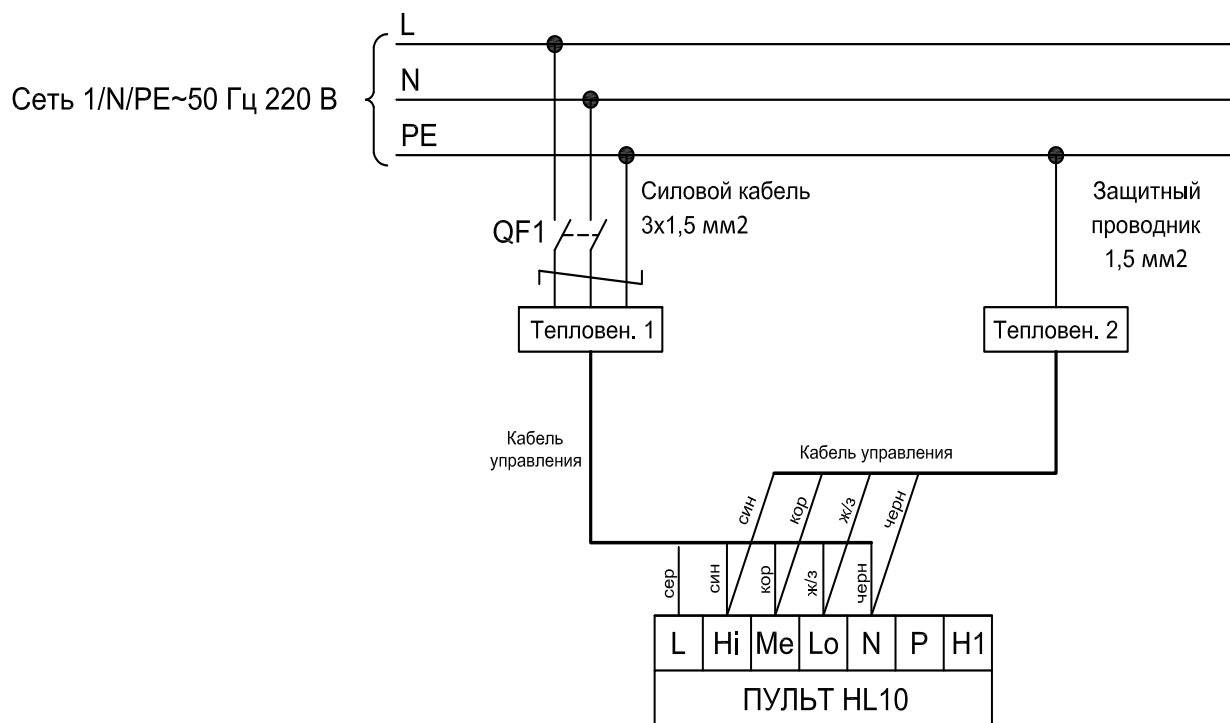 L
Сеть 1/N/PE~50 Гц 220 В
N
PE
Силовой кабель
3х1,5 мм2
QF1
Защитный
проводник
1,5 мм2
Тепловен. 1
Тепловен. 2
Кабель
управления
Кабель управления
син
кор
ж/з
черн
сер
син
кор
ж/з
черн
L Hi Me Lo N P H1
ПУЛЬТ HL10